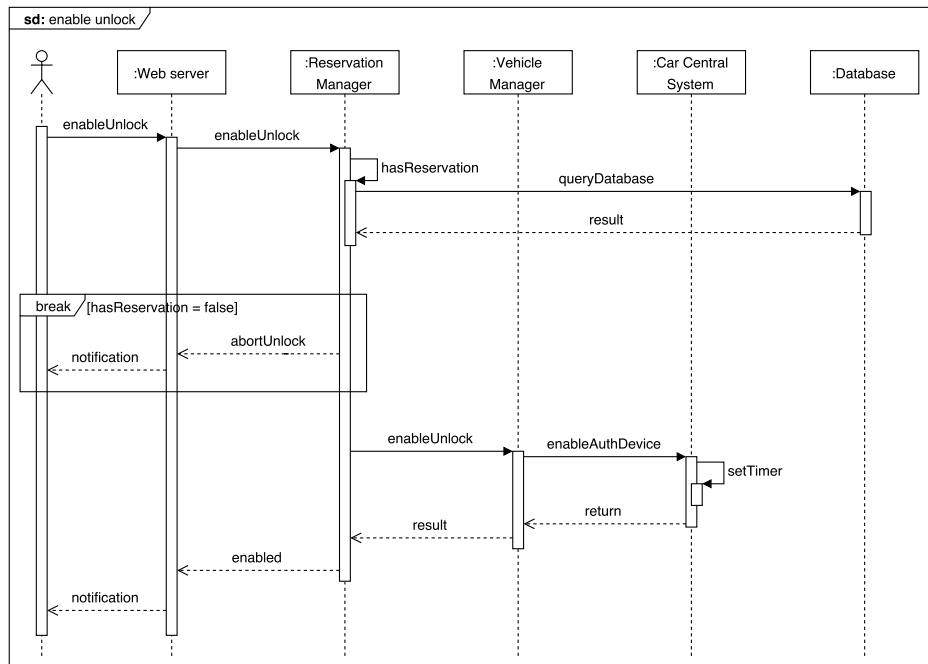 sd: enable unlock
:Web server
:Reservation
Manager
:Vehicle
Manager
:Car Central
System
:Database
enableUnlock
enableUnlock
hasReservation
queryDatabase
result
break [hasReservation = false]
abortUnlock
notification
enableUnlock
enableAuthDevice
setTimer
return
result
enabled
notification